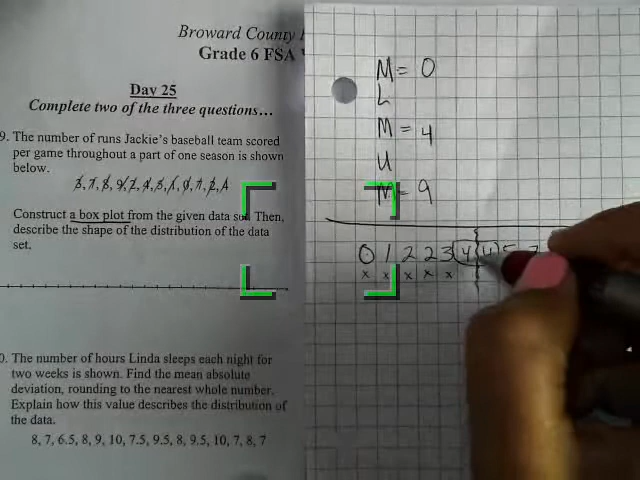 Broward County
Grade 6 FSA
Day 25
Complete two of the three questions…
9. The number of runs Jackie's baseball team scored
per game throughout a part of one season is shown
below.
Construct a box plot from the given data set. Then,
describe the shape of the distribution of the data
set.
0. The number of hours Linda sleeps each night for
two weeks is shown. Find the mean absolute
deviation, rounding to the nearest whole number.
Explain how this value describes the distribution of
the data.
8, 7, 6.5, 8, 9, 10, 7.5, 9.5, 8, 9.5, 10, 7, 8, 7
M = 0
L
M = 4
U
M = 9
0 1 2 2 3 4 4 5 7
x x x x x